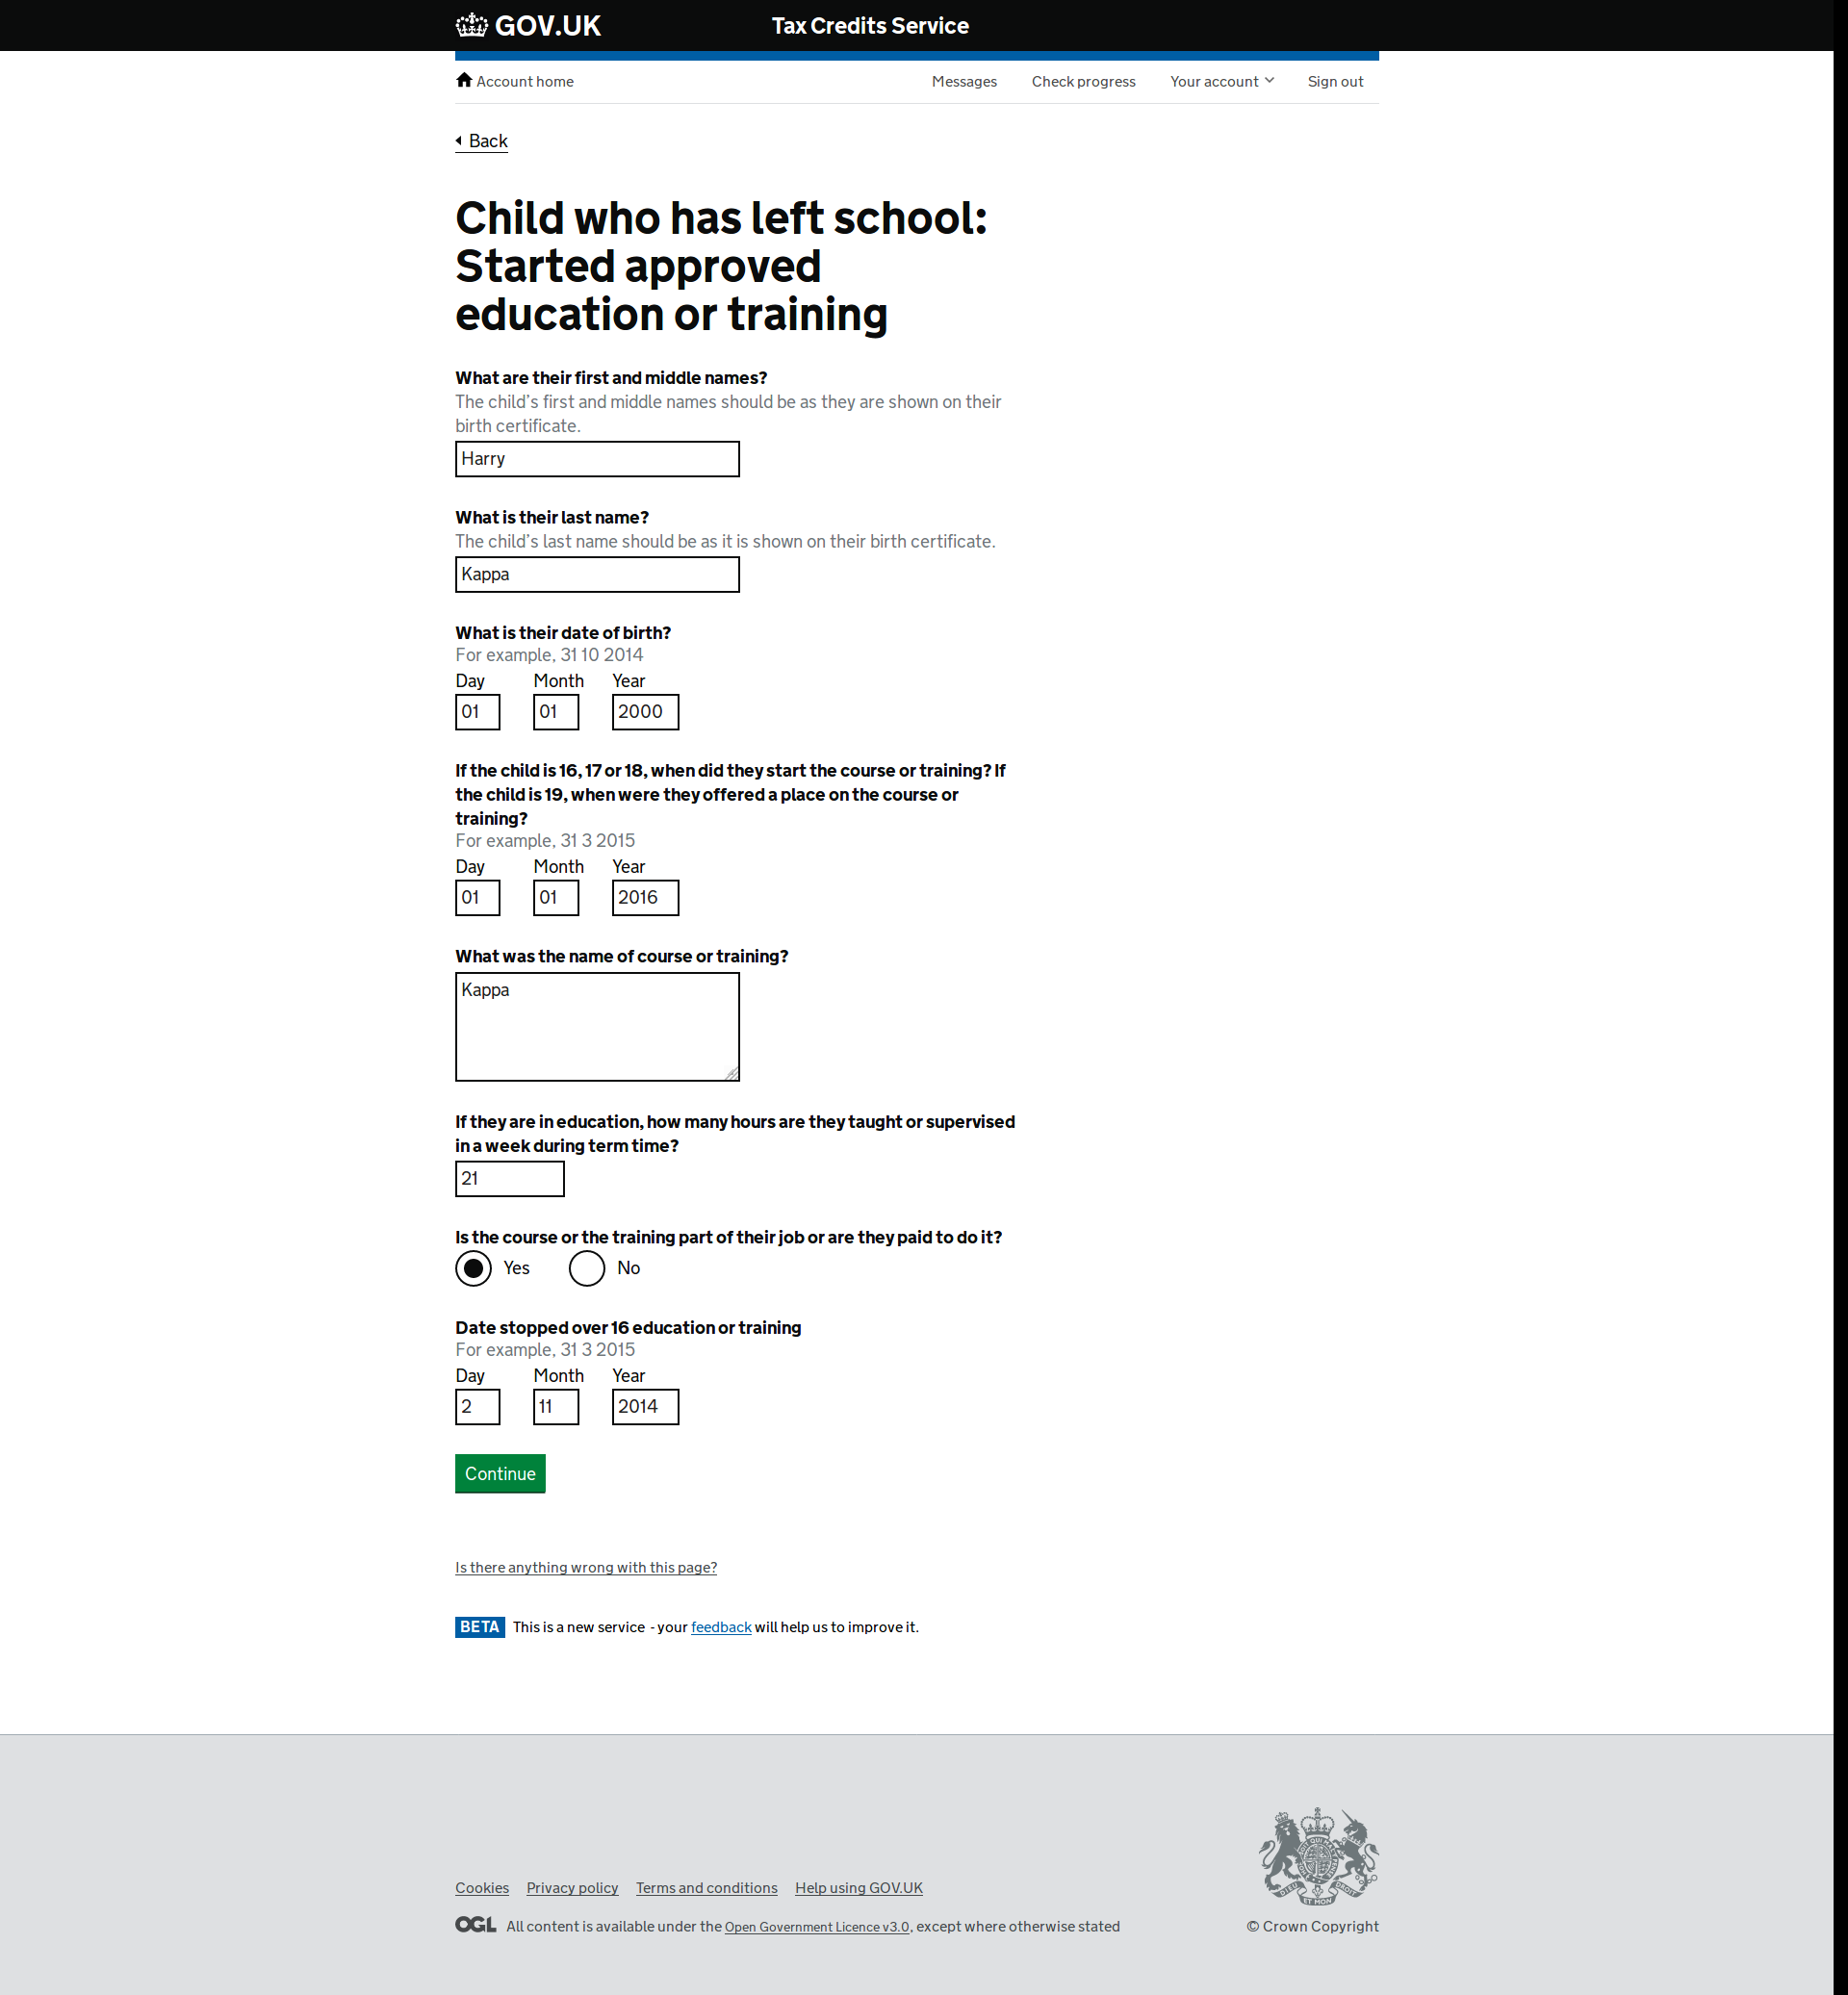 GOV.UK Tax Credits Service
Account home Messages Check progress Your account Sign out
Back
Child who has left school:
Started approved
education or training
What are their first and middle names?
The child's first and middle names should be as they are shown on their
birth certificate.
Harry
What is their last name?
The child's last name should be as it is shown on their birth certificate.
Kappa
What is their date of birth?
For example, 31 10 2014
Day Month Year
01 01 2000
If the child is 16, 17 or 18, when did they start the course or training? If
the child is 19, when were they offered a place on the course or
training?
For example, 31 3 2015
Day Month Year
01 01 2016
What was the name of course or training?
Kappa
If they are in education, how many hours are they taught or supervised
in a week during term time?
21
Is the course or the training part of their job or are they paid to do it?
Yes No
Date stopped over 16 education or training
For example, 31 3 2015
Day Month Year
2 11 2014
Continue
Is there anything wrong with this page?
BETA This is a new service - your feedback will help us to improve it.
Cookies Privacy policy Terms and conditions Help using GOV.UK
OGL All content is available under the Open Government Licence v3.0, except where otherwise stated
© Crown Copyright